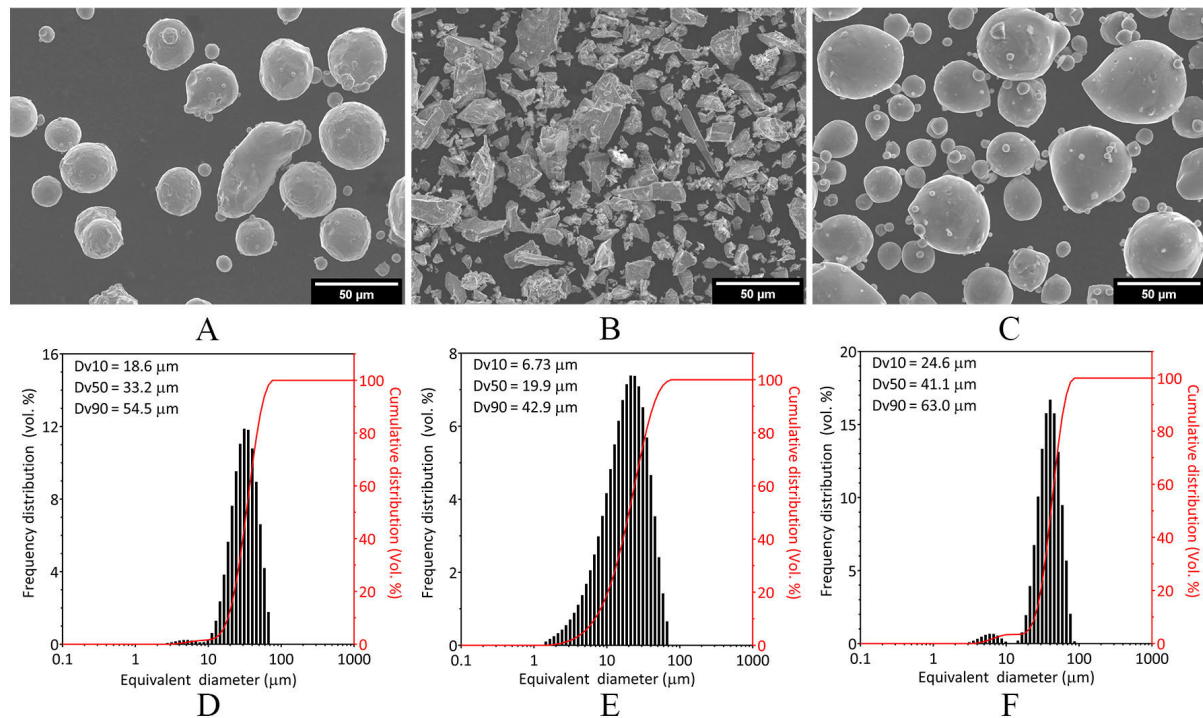 50 µm
50 µm
50 µm
A
B
C
Dv10 = 18.6 µm
Dv50 = 33.2 µm
Dv90 = 54.5 µm
Frequency distribution (vol. %)
16
12
8
4
0
0.1
1
10
100
1000
Equivalent diameter (µm)
100
80
60
40
20
0
Cumulative distribution (Vol. %)
D
Dv10 = 6.73 µm
Dv50 = 19.9 µm
Dv90 = 42.9 µm
Frequency distribution (vol. %)
8
6
4
2
0
0.1
1
10
100
1000
Equivalent diameter (µm)
100
80
60
40
20
0
Cumulative distribution (Vol. %)
E
Dv10 = 24.6 µm
Dv50 = 41.1 µm
Dv90 = 63.0 µm
Frequency distribution (vol. %)
20
15
10
5
0
0.1
1
10
100
1000
Equivalent diameter (µm)
100
80
60
40
20
0
Cumulative distribution (Vol. %)
F